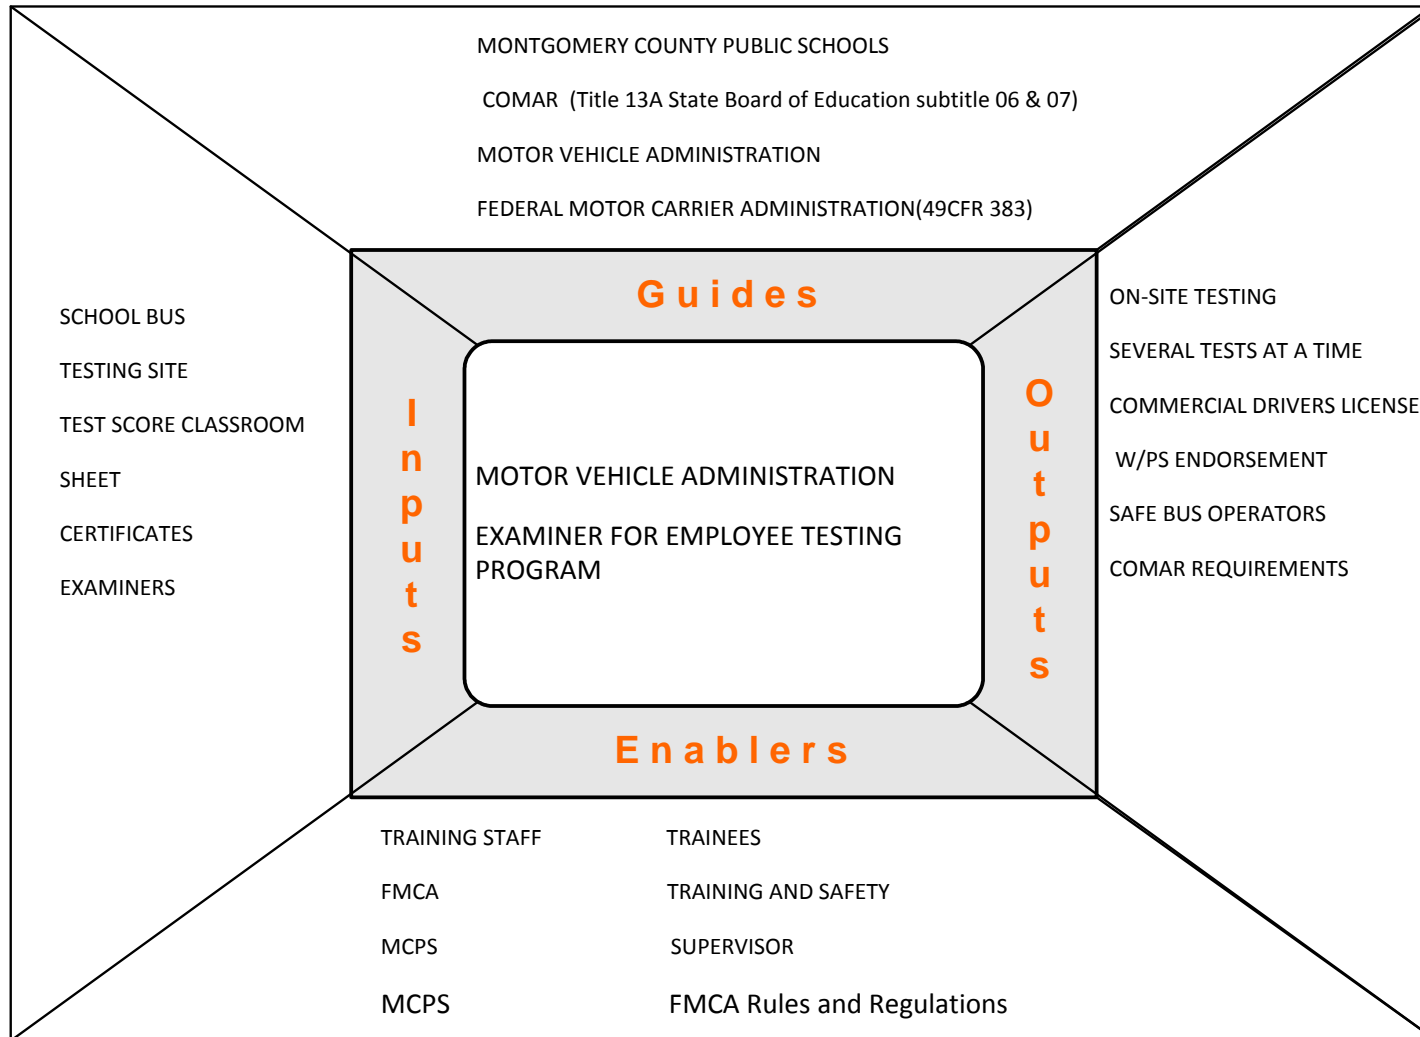 MONTGOMERY COUNTY PUBLIC SCHOOLS
COMAR (Title 13A State Board of Education subtitle 06 & 07)
MOTOR VEHICLE ADMINISTRATION
FEDERAL MOTOR CARRIER ADMINISTRATION(49CFR 383)
Guides
SCHOOL BUS
TESTING SITE
TEST SCORE CLASSROOM
SHEET
CERTIFICATES
EXAMINERS
Inputs
MOTOR VEHICLE ADMINISTRATION
EXAMINER FOR EMPLOYEE TESTING
PROGRAM
Outputs
ON-SITE TESTING
SEVERAL TESTS AT A TIME
COMMERCIAL DRIVERS LICENSE
W/PS ENDORSEMENT
SAFE BUS OPERATORS
COMAR REQUIREMENTS
Enablers
TRAINING STAFF
FMCA
MCPS
MCPS
TRAINEES
TRAINING AND SAFETY
SUPERVISOR
FMCA Rules and Regulations